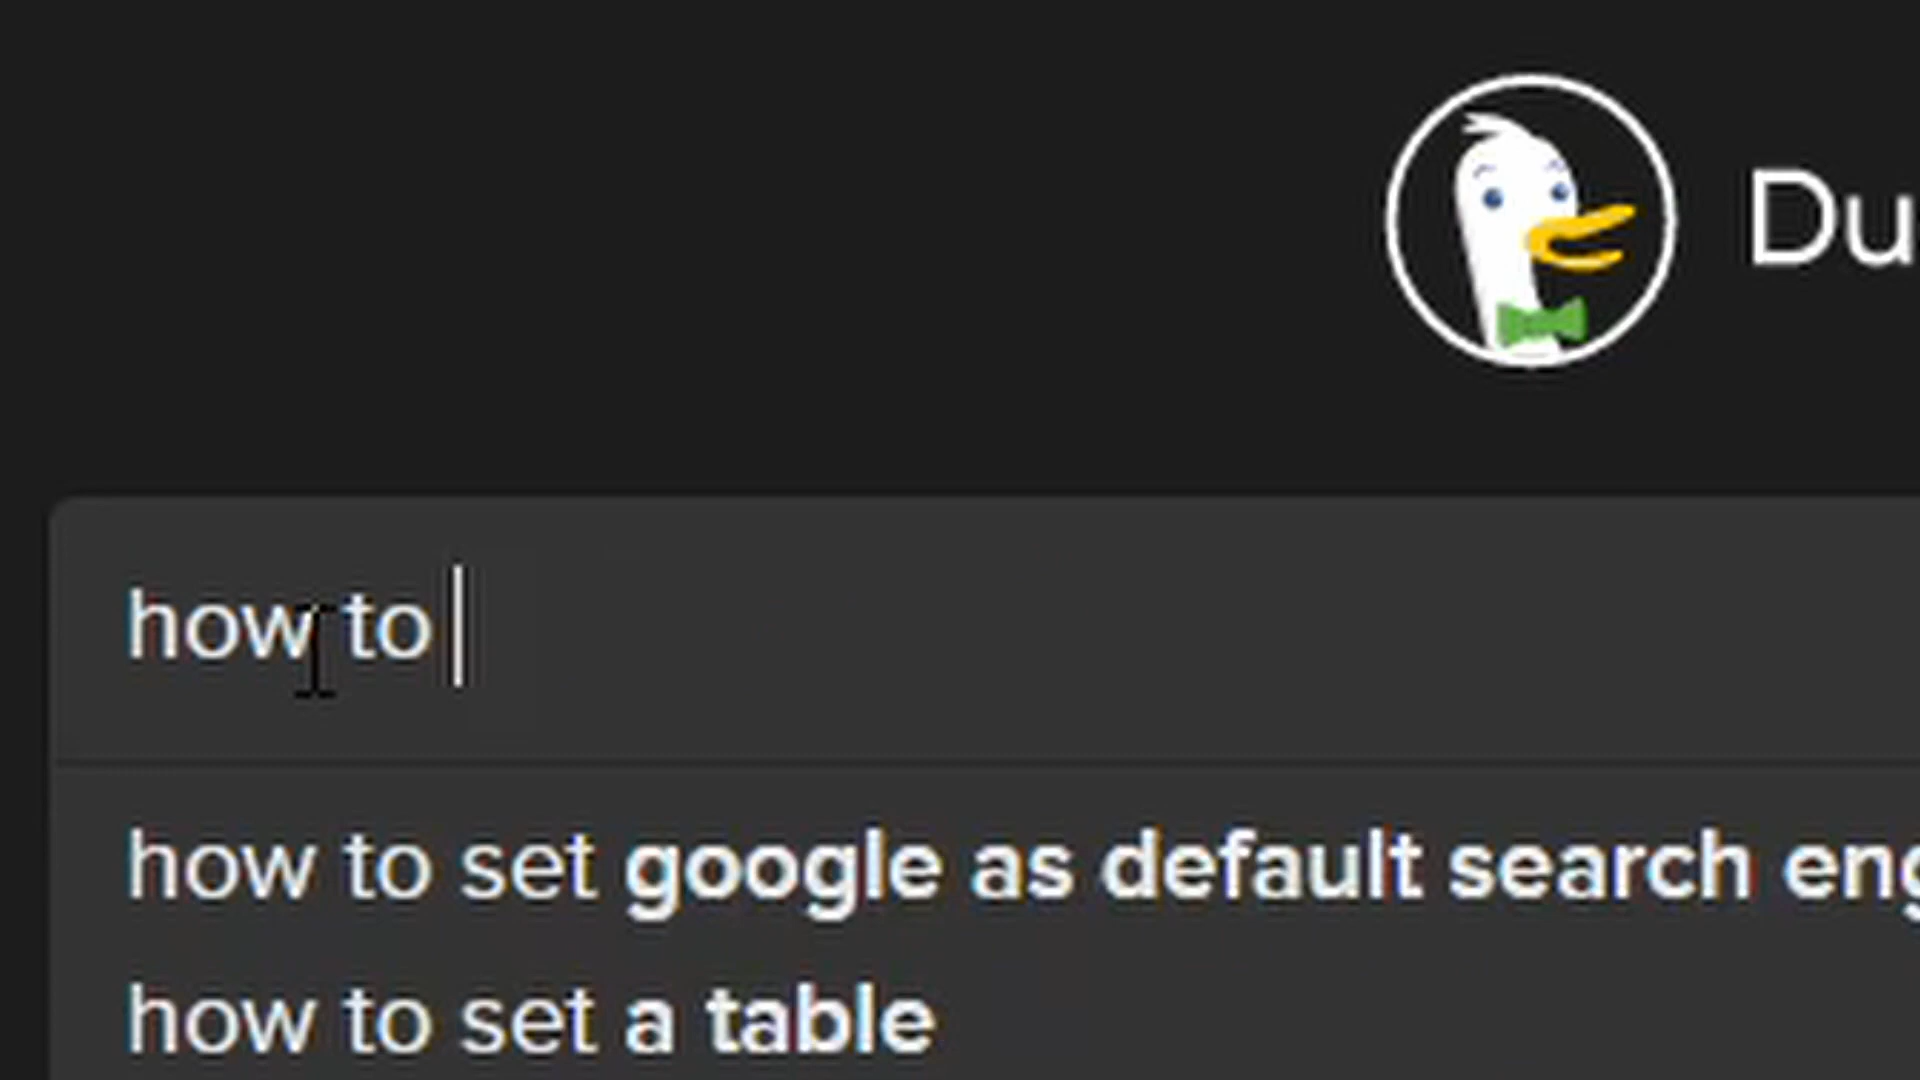 Du
how to
how to set google as default search eng
how to set a table